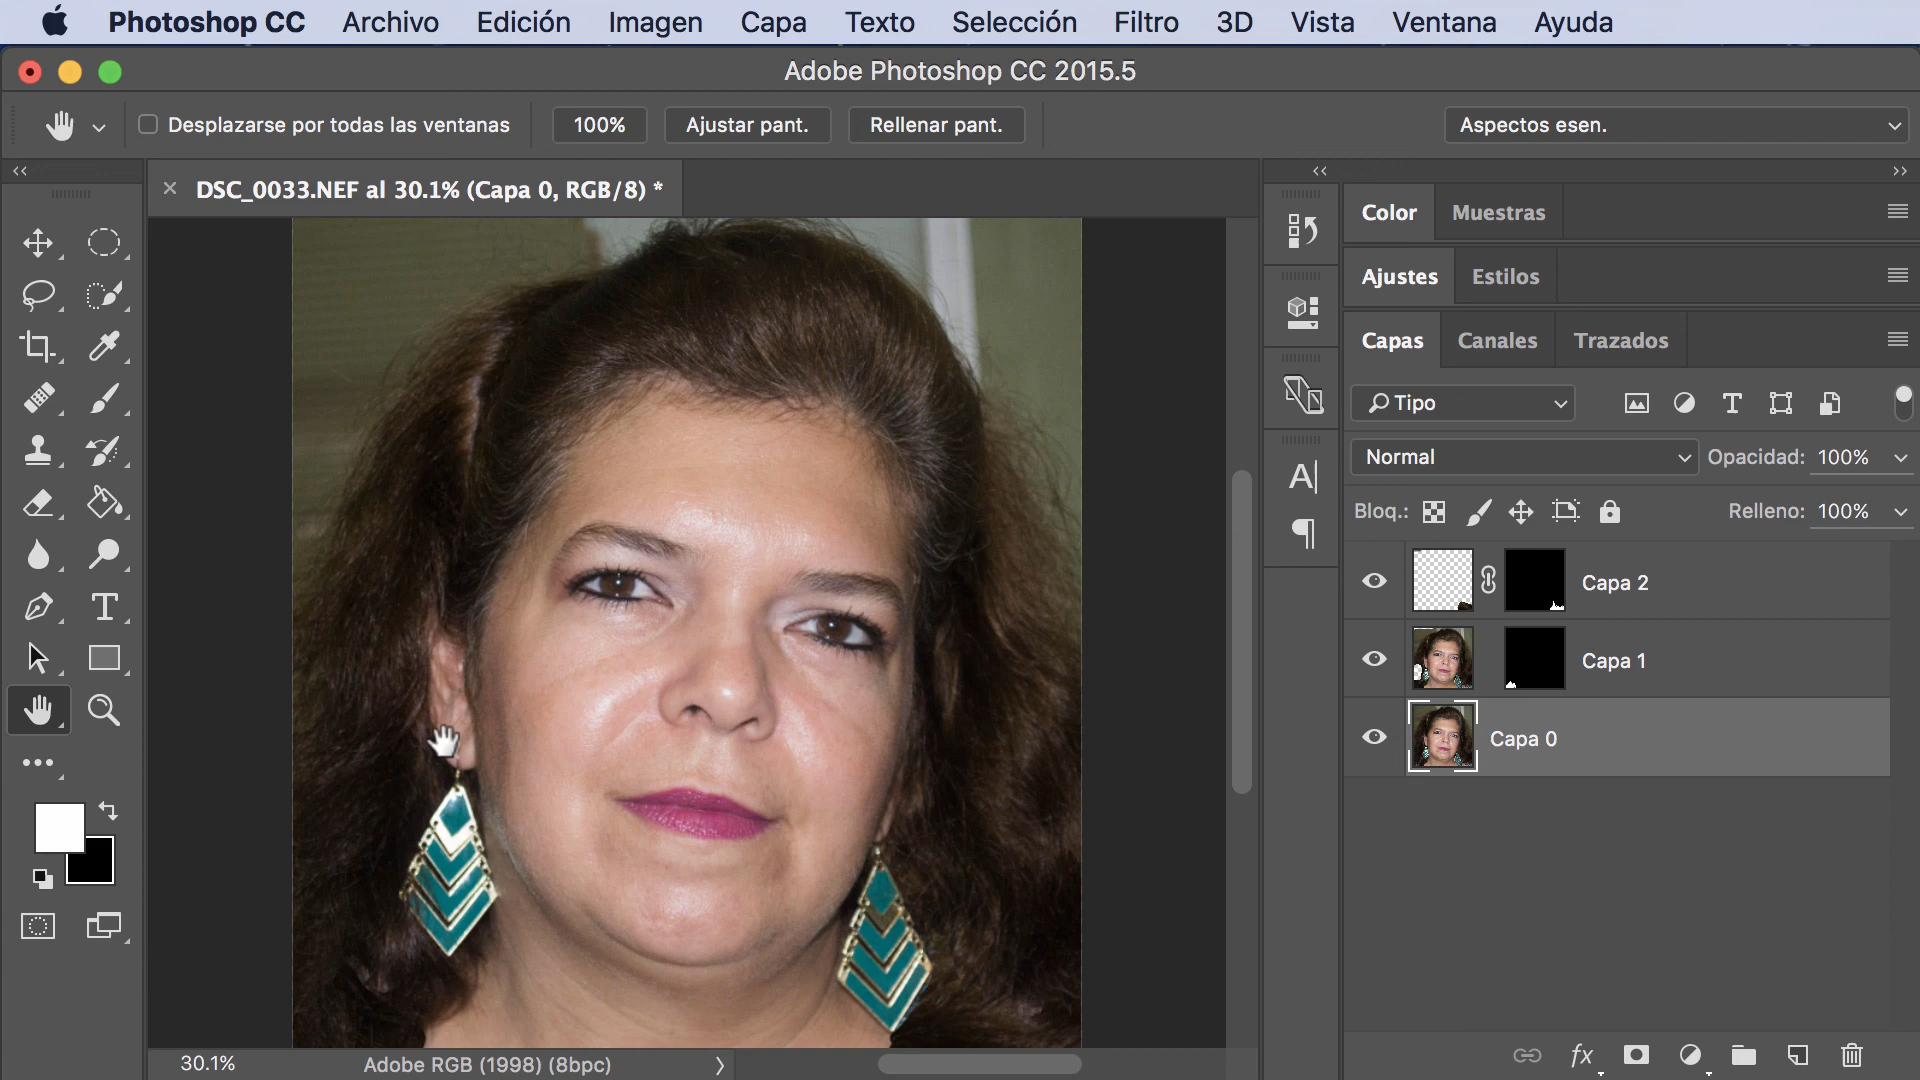 Photoshop CC Archivo Edición Imagen Capa Texto Selección Filtro 3D Vista Ventana Ayuda
Adobe Photoshop CC 2015.5
Desplazarse por todas las ventanas 100% Ajustar pant. Rellenar pant. Aspectos esen.
DSC_0033.NEF al 30.1% (Capa 0, RGB/8) *
Color Muestras
Ajustes Estilos
Capas Canales Trazados
Tipo
Normal Opacidad: 100%
Bloq.: Relleno: 100%
Capa 2
Capa 1
Capa 0
30.1% Adobe RGB (1998) (8bpc)
fx